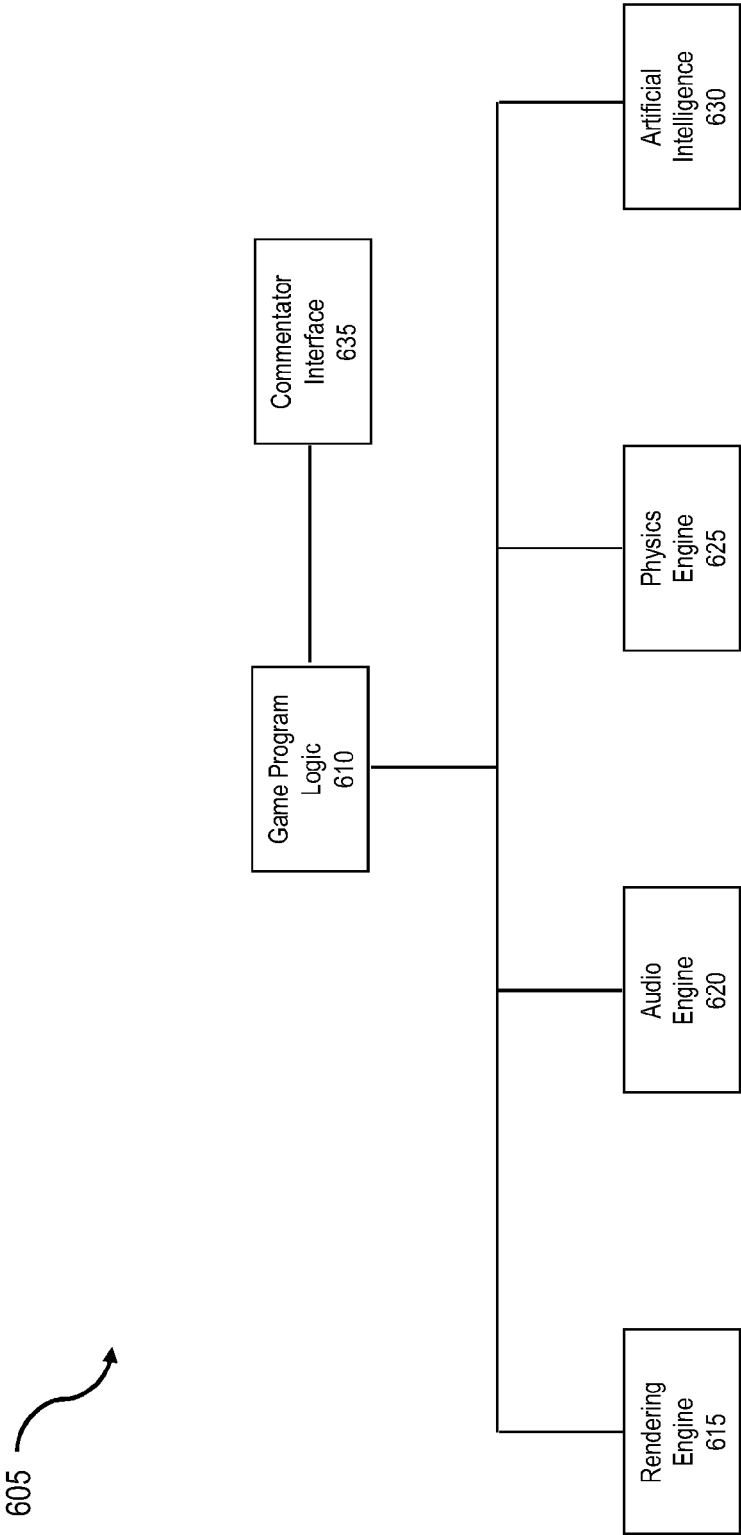 605
Game Program
Logic
610
Commentator
Interface
635
Rendering
Engine
615
Audio
Engine
620
Physics
Engine
625
Artificial
Intelligence
630